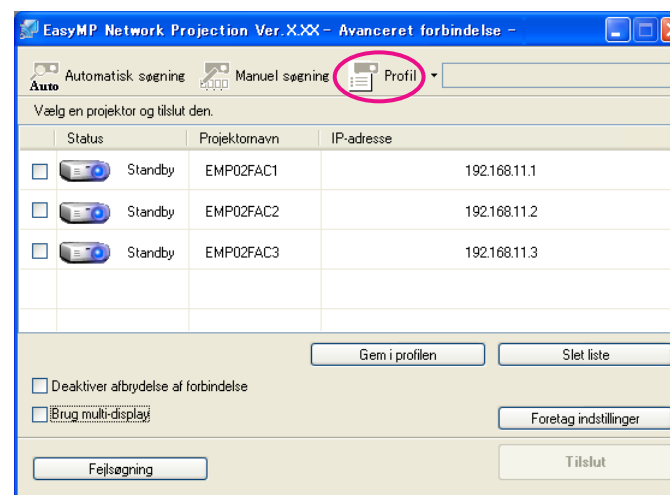 EasyMP Network Projection Ver.X.XX - Avanceret forbindelse -
Auto Automatisk søgning Manuel søgning Profil
Vælg en projektor og tilslut den.
Status Projektornavn IP-adresse
Standby EMP02FAC1 192.168.11.1
Standby EMP02FAC2 192.168.11.2
Standby EMP02FAC3 192.168.11.3
Gem i profilen Slet liste
Deaktiver afbrydelse af forbindelse
Brug multi-display
Foretag indstillinger
Fejlsøgning Tilslut